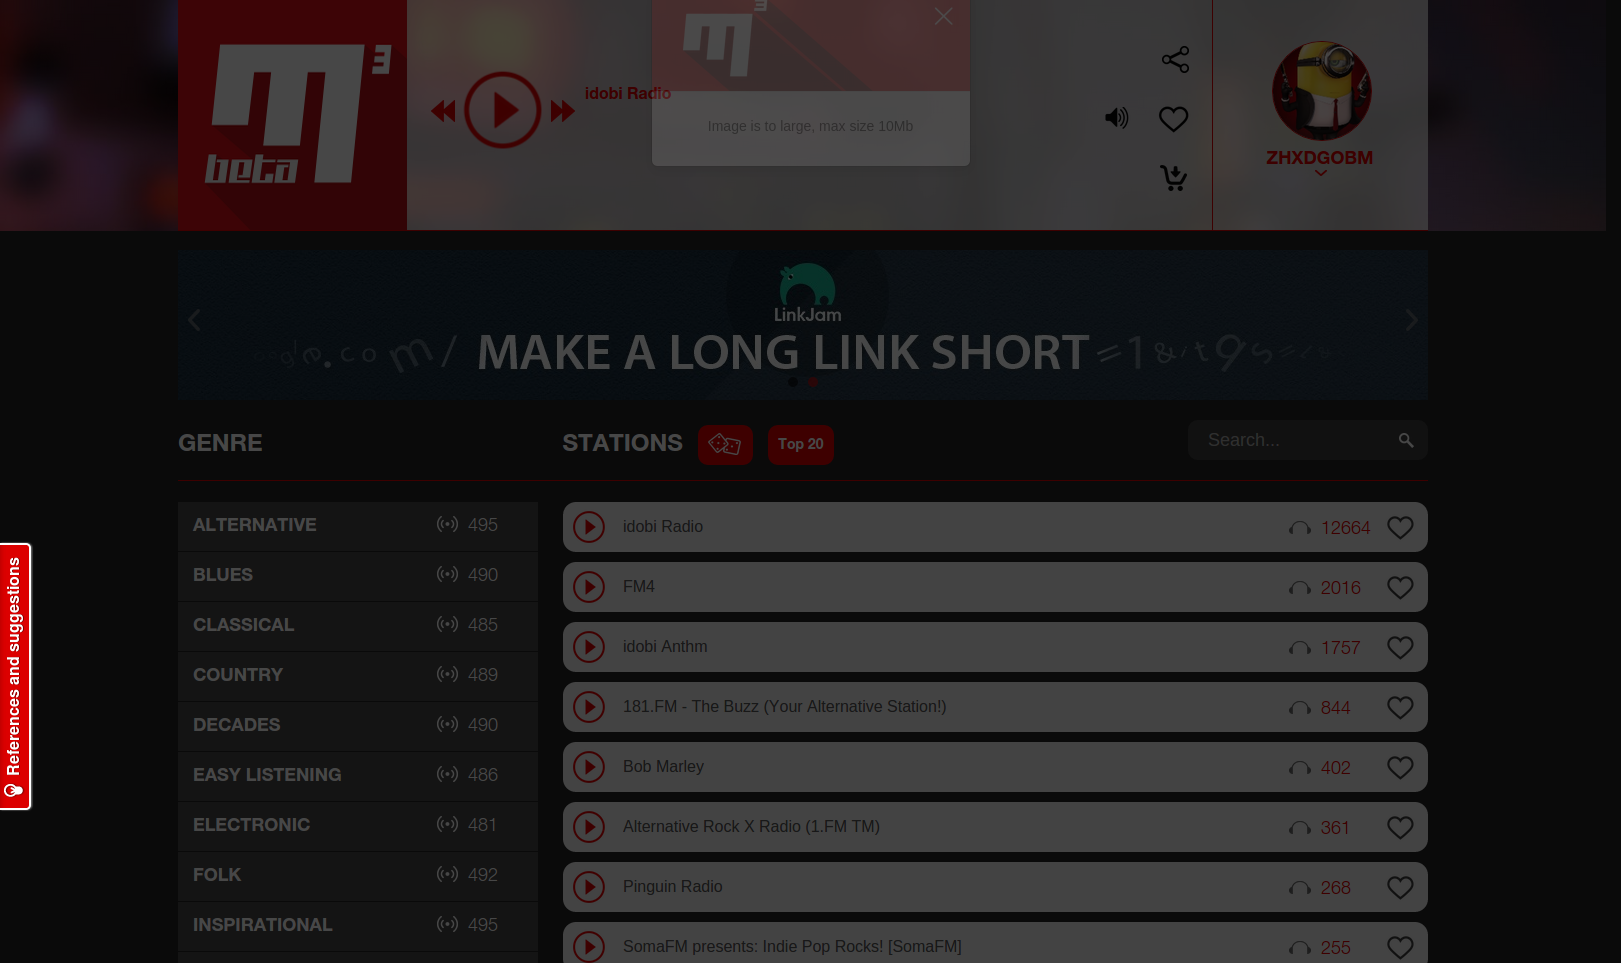 m3
beta
idobi Radio
Image is to large, max size 10Mb
ZHXDGOBM
LinkJam
MAKE A LONG LINK SHORT
GENRE
STATIONS
Top 20
Search...
ALTERNATIVE 495
BLUES 490
CLASSICAL 485
COUNTRY 489
DECADES 490
EASY LISTENING 486
ELECTRONIC 481
FOLK 492
INSPIRATIONAL 495
idobi Radio 12664
FM4 2016
idobi Anthm 1757
181.FM - The Buzz (Your Alternative Station!) 844
Bob Marley 402
Alternative Rock X Radio (1.FM TM) 361
Pinguin Radio 268
SomaFM presents: Indie Pop Rocks! [SomaFM] 255
References and suggestions